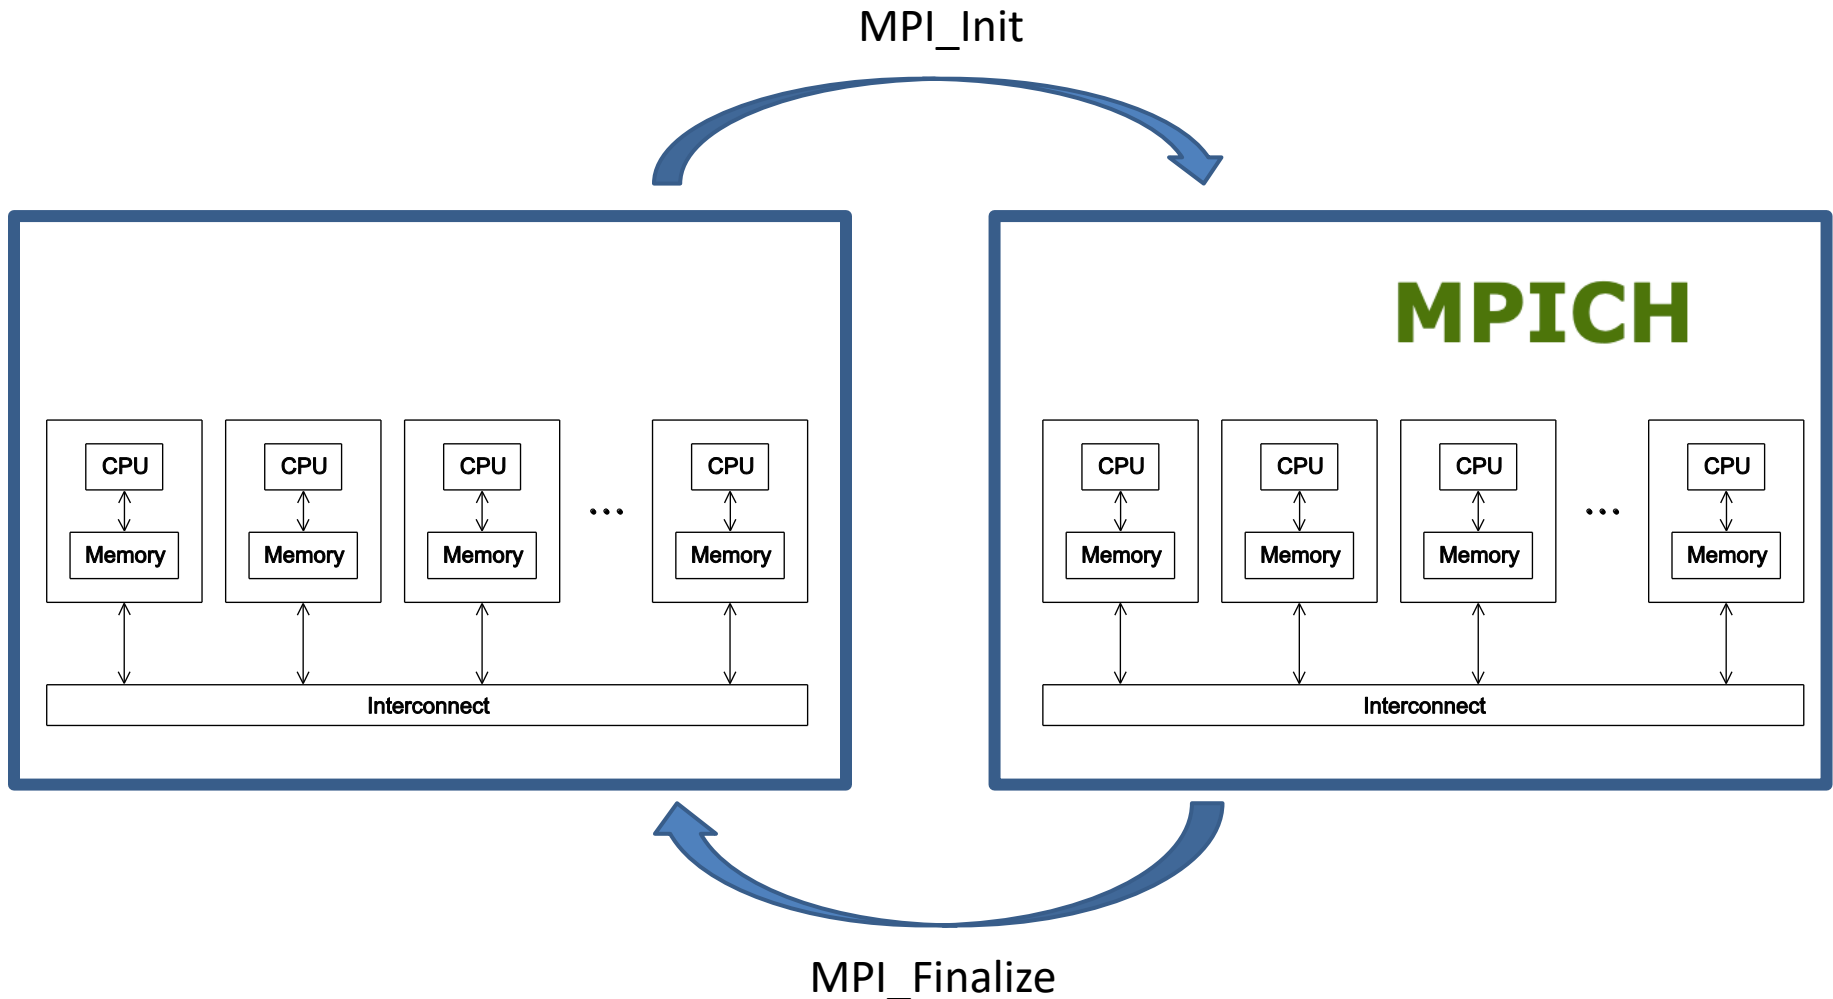 MPI_Init
CPU
Memory
CPU
Memory
CPU
Memory
...
CPU
Memory
Interconnect
MPICH
CPU
Memory
CPU
Memory
CPU
Memory
...
CPU
Memory
Interconnect
MPI_Finalize